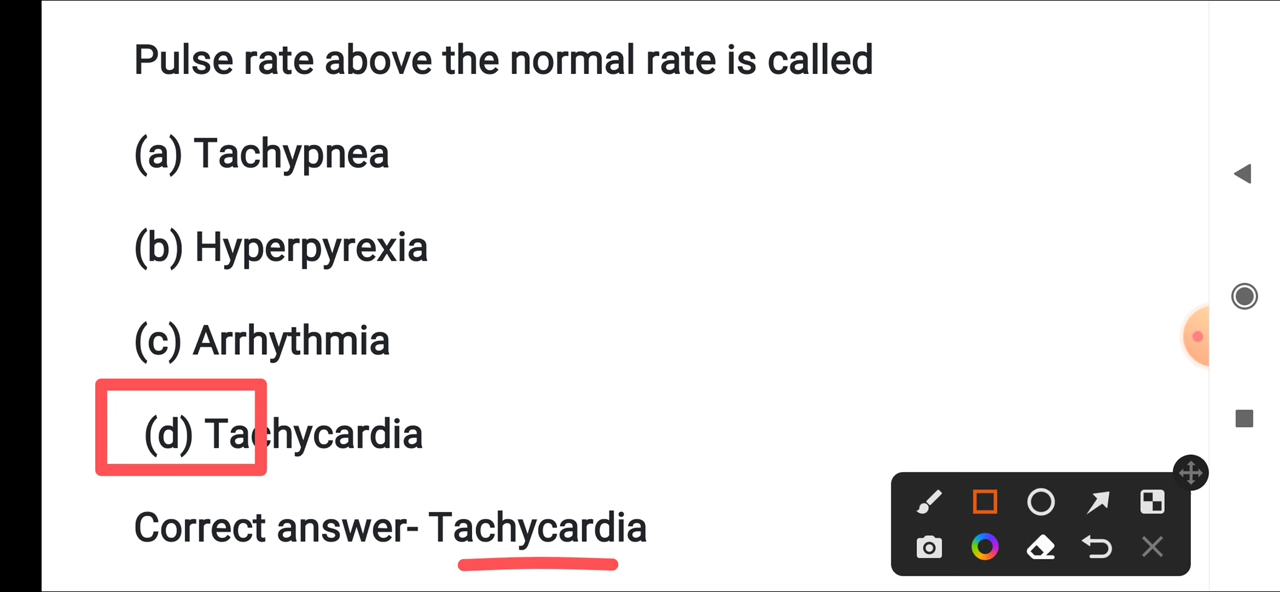 Pulse rate above the normal rate is called
(a) Tachypnea
(b) Hyperpyrexia
(c) Arrhythmia
(d) Tachycardia
Correct answer- Tachycardia